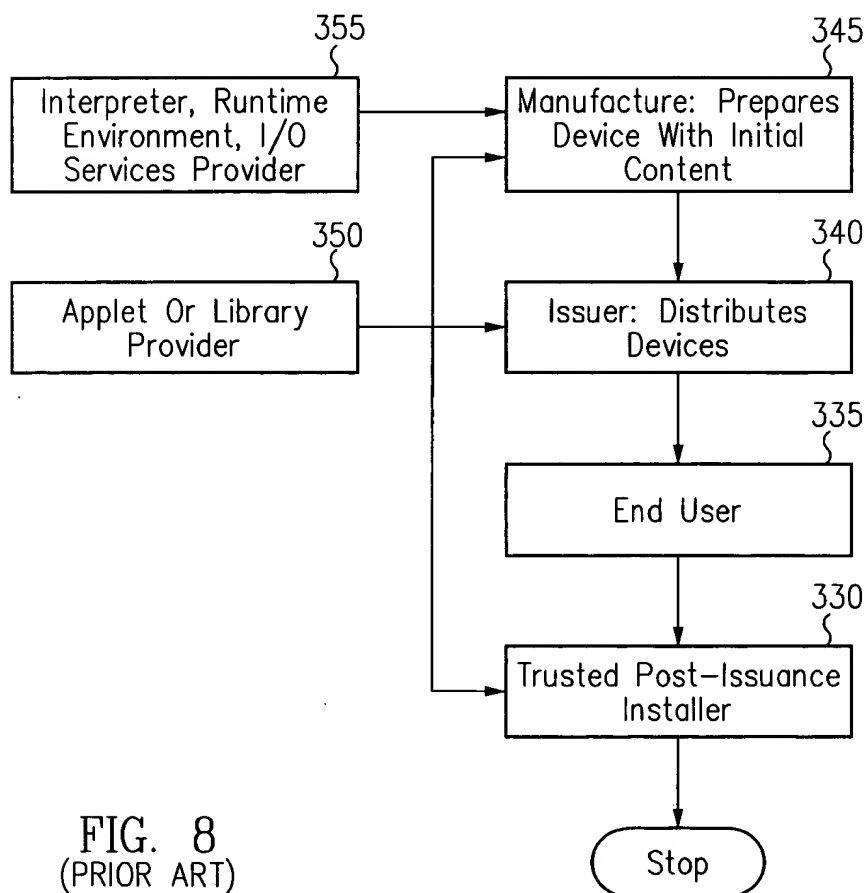 355
Interpreter, Runtime
Environment, I/O
Services Provider
345
Manufacture: Prepares
Device With Initial
Content
350
Applet Or Library
Provider
340
Issuer: Distributes
Devices
335
End User
330
Trusted Post-Issuance
Installer
Stop
FIG. 8
(PRIOR ART)